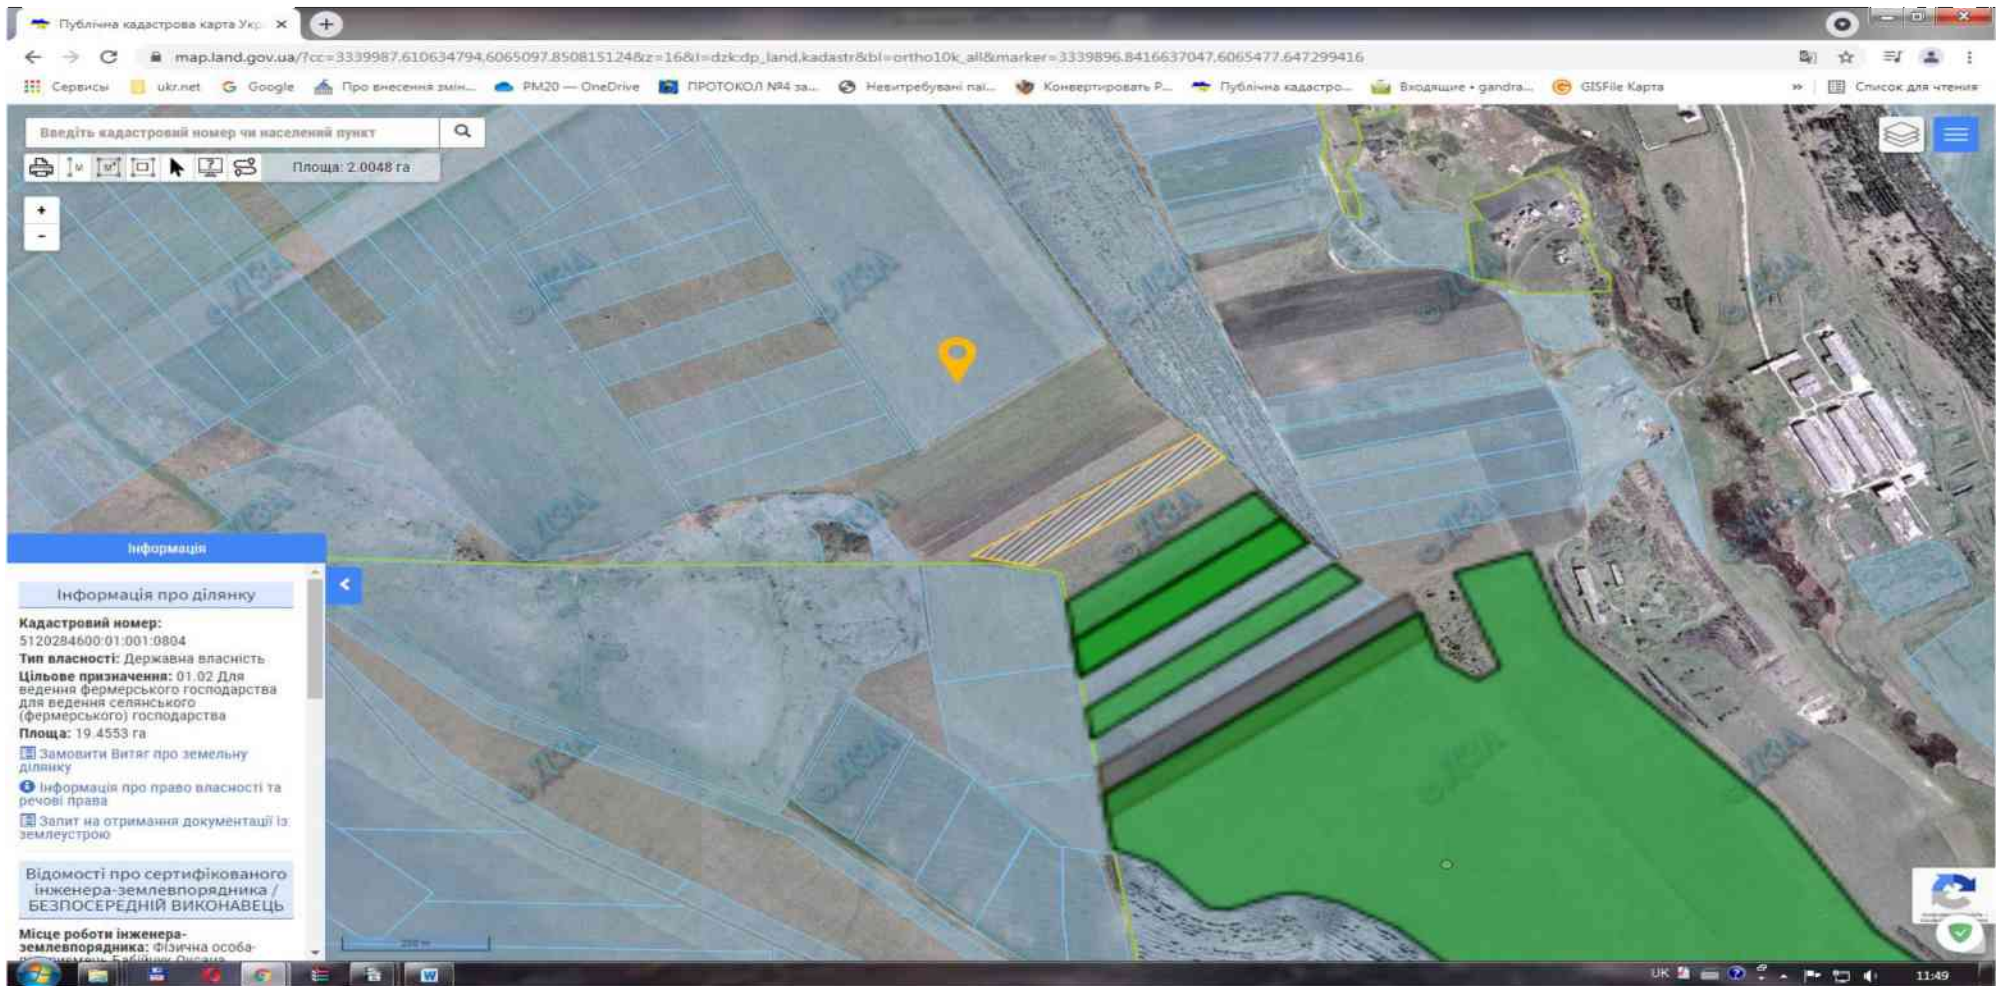 Публічна кадастрова карта Укр
map.land.gov.ua/?cc=3339987.610634794,6065097.850815124&z=16&l=dzk:dp_land,kadastr&bl=ortho10k_all&marker=3339896.8416637047,6065477.647299416
Сервисы ukr.net Google Про внесення змін... PM20 — OneDrive ПРОТОКОЛ №4 за... Невитребувані паї... Конвертировать P... Публічна кадастро... Входящие • gandra... GISFile Карта » Список для чтения
Введіть кадастровий номер чи населений пункт
Площа: 2.0048 га
+
-
© ДЗА
Інформація
Інформація про ділянку
Кадастровий номер:
5120284600:01:001:0804
Тип власності: Державна власність
Цільове призначення: 01.02 Для
ведення фермерського господарства
для ведення селянського
(фермерського) господарства
Площа: 19.4553 га
Замовити Витяг про земельну
ділянку
Інформація про право власності та
речові права
Запит на отримання документації із
землеустрою
Відомості про сертифікованого
інженера-землевпорядника /
БЕЗПОСЕРЕДНІЙ ВИКОНАВЕЦЬ
Місце роботи інженера-
землевпорядника: Фізична особа-
200 m
UK 11:49